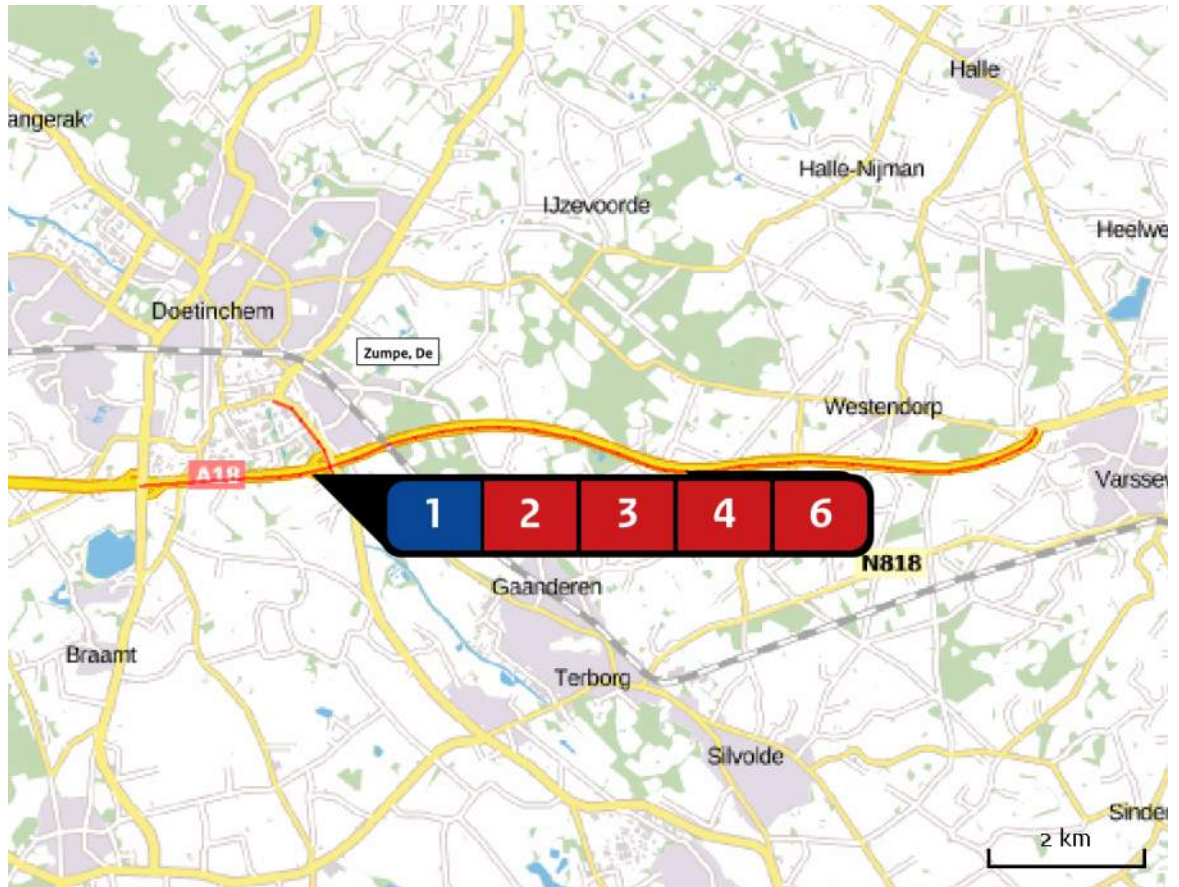 Halle
angerak
Halle-Nijman
IJzevoorde
Heelwe
Doetinchem
Zumpe, De
Westendorp
A18
Varssev
1 2 3 4 6
N818
Gaanderen
Braamt
Terborg
Silvolde
Sinder
2 km